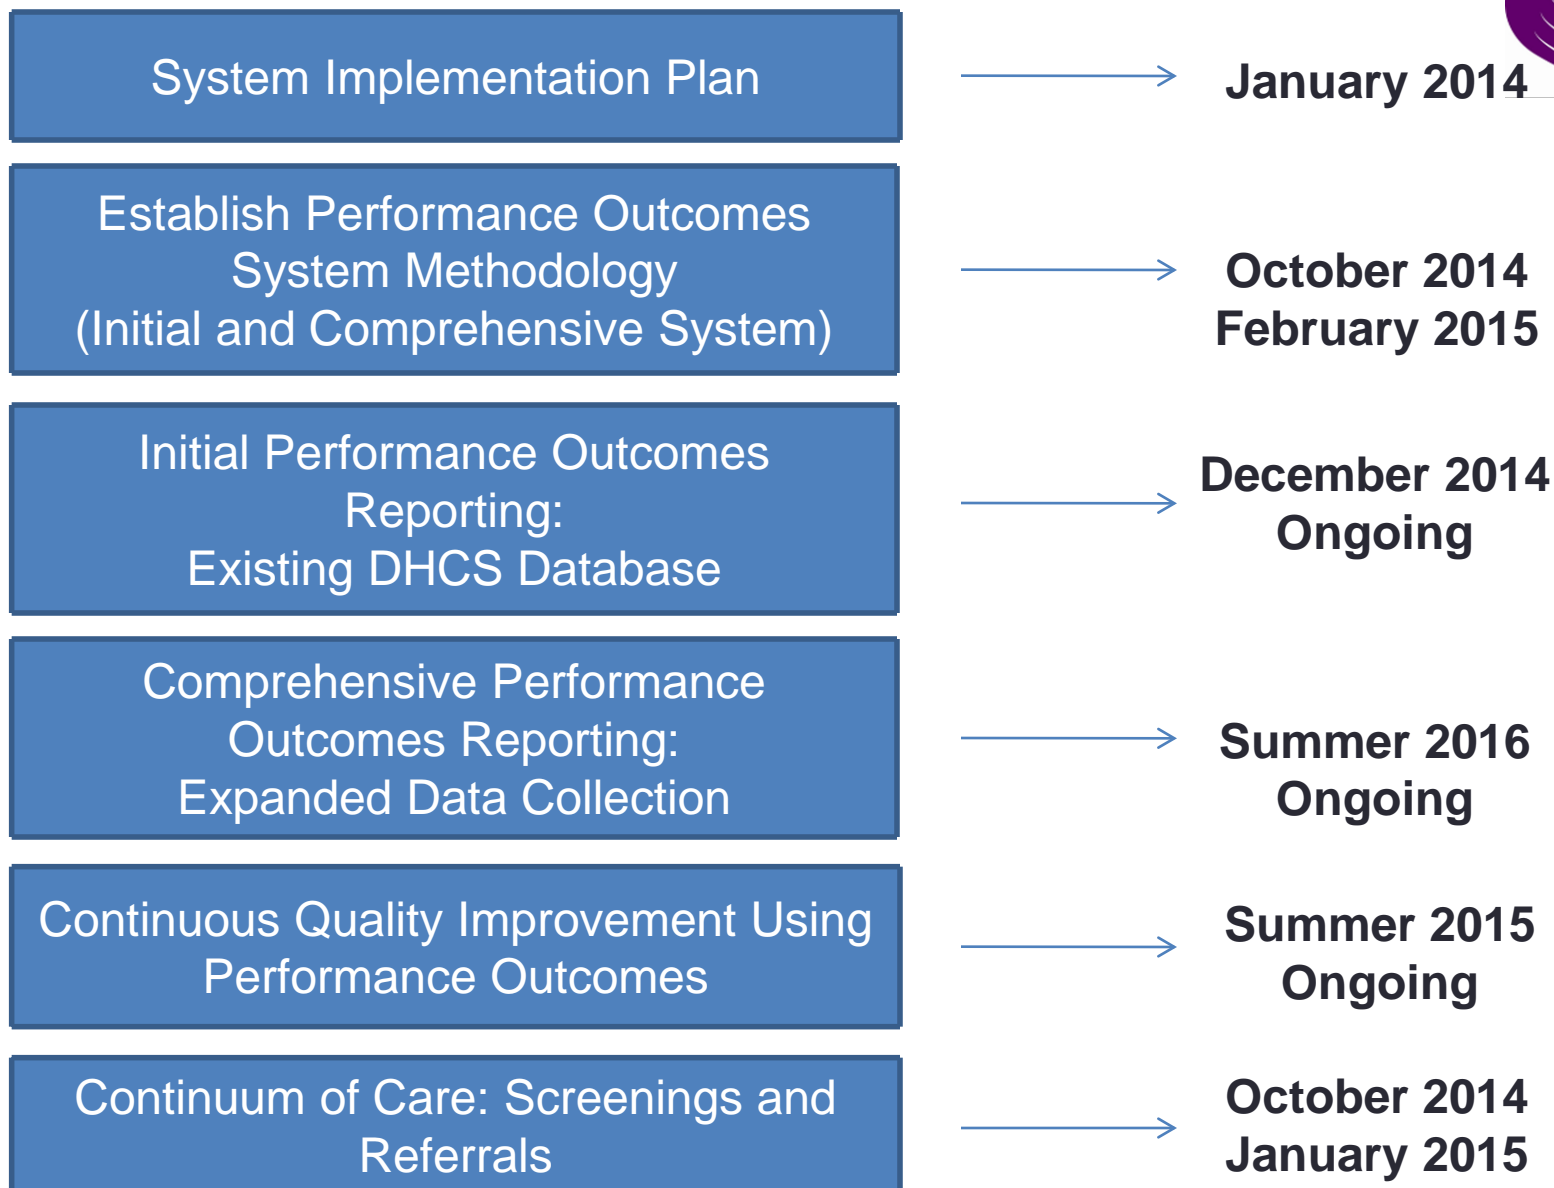 System Implementation Plan
January 2014
Establish Performance Outcomes
System Methodology
(Initial and Comprehensive System)
October 2014
February 2015
Initial Performance Outcomes
Reporting:
Existing DHCS Database
December 2014
Ongoing
Comprehensive Performance
Outcomes Reporting:
Expanded Data Collection
Summer 2016
Ongoing
Continuous Quality Improvement Using
Performance Outcomes
Summer 2015
Ongoing
Continuum of Care: Screenings and
Referrals
October 2014
January 2015